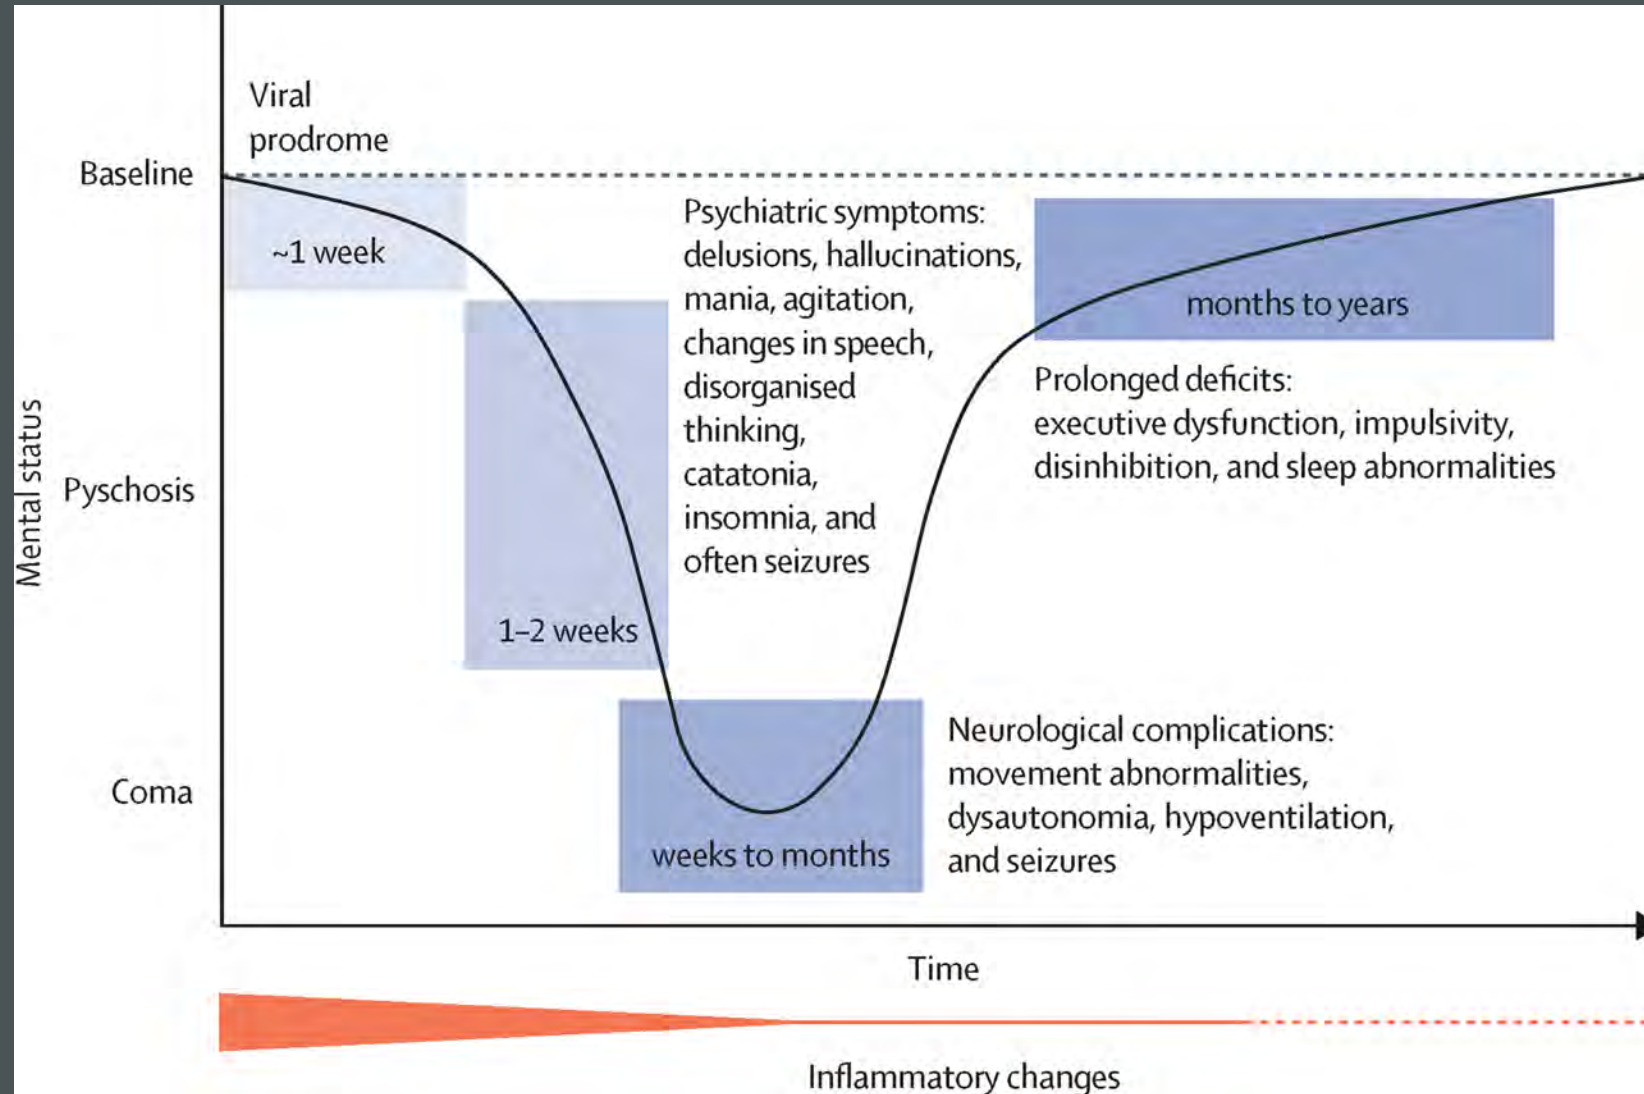 Viral
prodrome
Baseline
~1 week
Psychiatric symptoms:
delusions, hallucinations,
mania, agitation,
changes in speech,
disorganised
thinking,
catatonia,
insomnia, and
often seizures
months to years
Prolonged deficits:
executive dysfunction, impulsivity,
disinhibition, and sleep abnormalities
Mental status
Pyschosis
1–2 weeks
Neurological complications:
movement abnormalities,
dysautonomia, hypoventilation,
and seizures
Coma
weeks to months
Time
Inflammatory changes